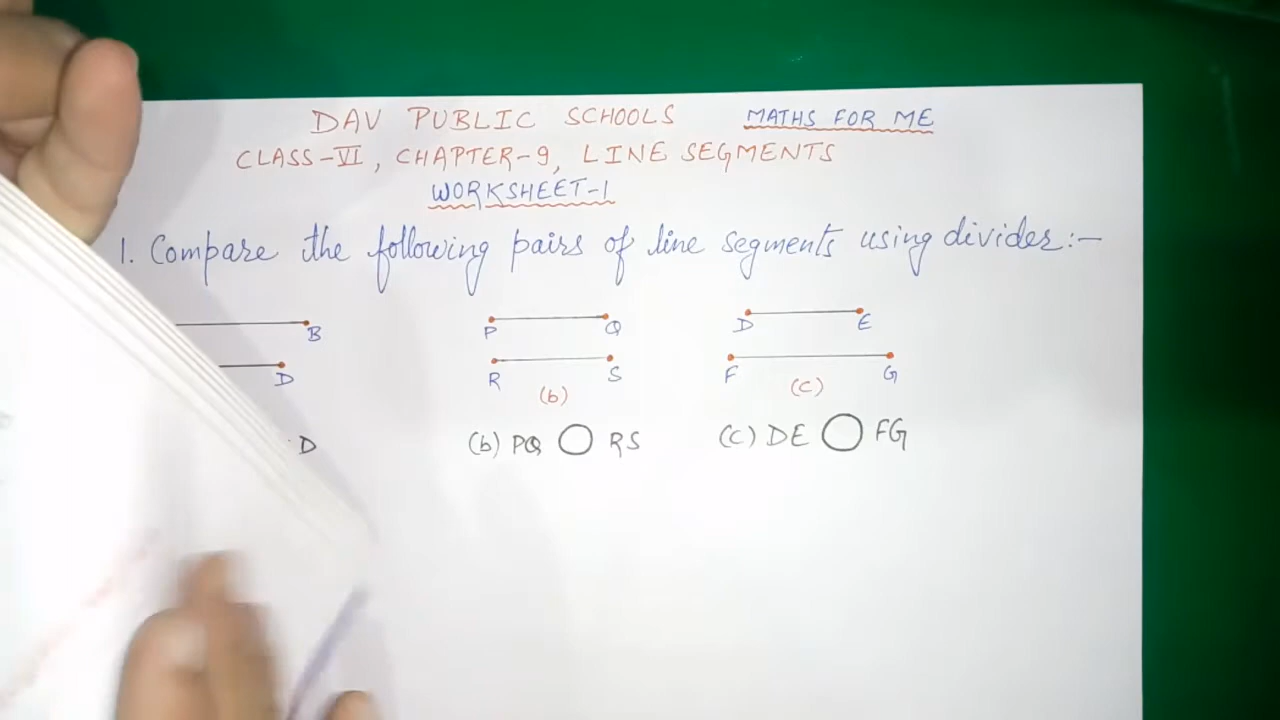 DAV PUBLIC SCHOOLS MATHS FOR ME
CLASS-VI, CHAPTER-9, LINE SEGMENTS
WORKSHEET-1
1. Compare the following pairs of line segments using divider:-
B P Q D E
D R S F G
(b) (c)
D (b) PQ RS (c) DE FG